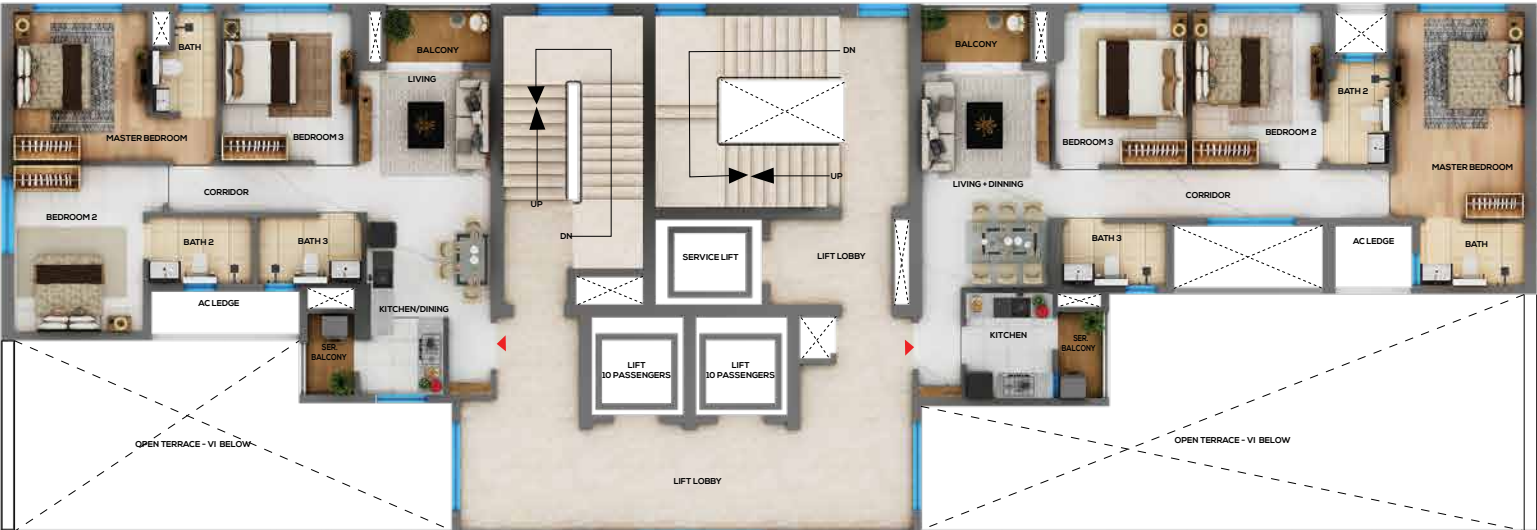 BATH
BALCONY
LIVING
MASTER BEDROOM
BEDROOM 3
CORRIDOR
BEDROOM 2
BATH 2
BATH 3
AC LEDGE
KITCHEN/DINING
SER.
BALCONY
OPEN TERRACE - VI BELOW
UP
DN
DN
UP
SERVICE LIFT
LIFT LOBBY
LIFT
10 PASSENGERS
LIFT
10 PASSENGERS
LIFT LOBBY
BALCONY
BEDROOM 3
BEDROOM 2
BATH 2
MASTER BEDROOM
LIVING + DINNING
CORRIDOR
BATH 3
AC LEDGE
BATH
KITCHEN
SER.
BALCONY
OPEN TERRACE - VI BELOW